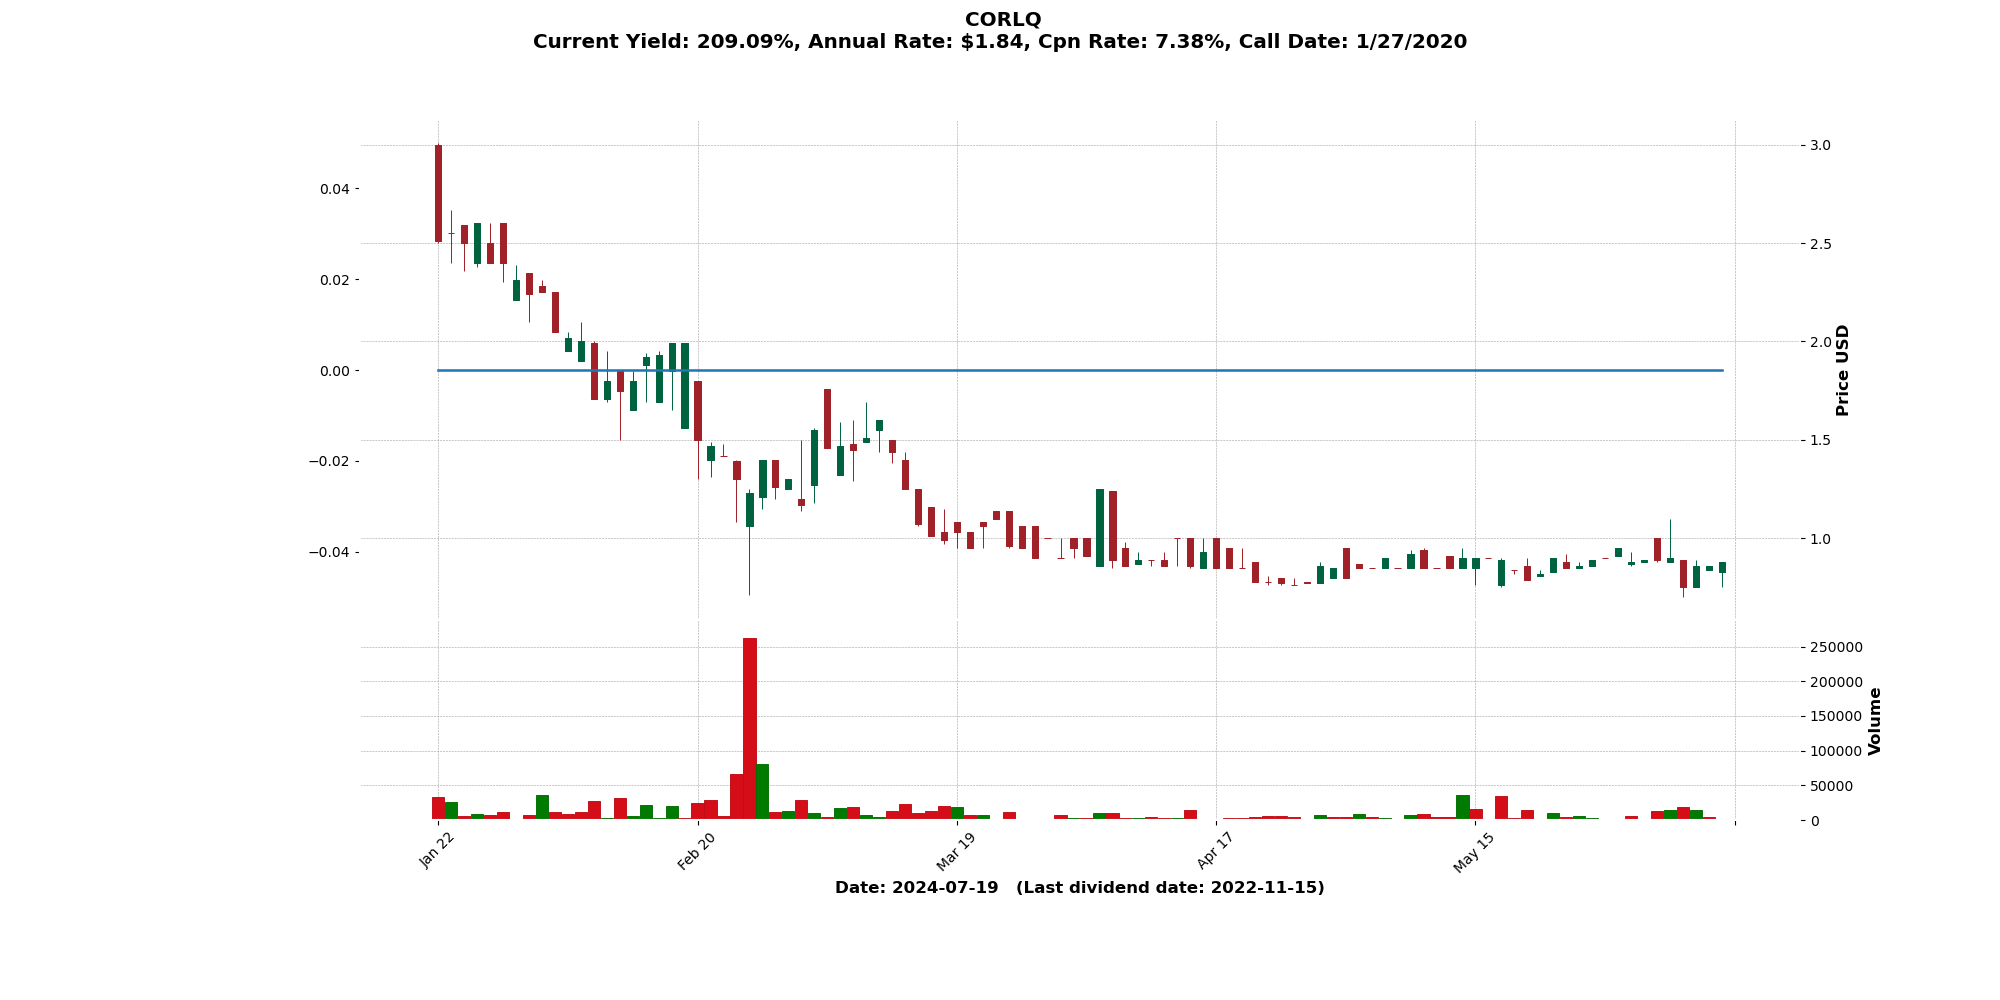 CORLQ
Current Yield: 209.09%, Annual Rate: $1.84, Cpn Rate: 7.38%, Call Date: 1/27/2020
0.04
0.02
0.00
−0.02
−0.04
3.0
2.5
2.0
1.5
1.0
Price USD
250000
200000
150000
100000
50000
0
Volume
Jan 22
Feb 20
Mar 19
Apr 17
May 15
Date: 2024-07-19 (Last dividend date: 2022-11-15)